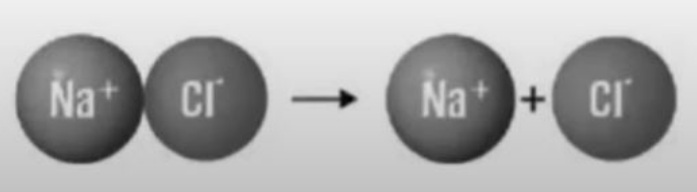 Na⁺ Cl⁻ → Na⁺ + Cl⁻